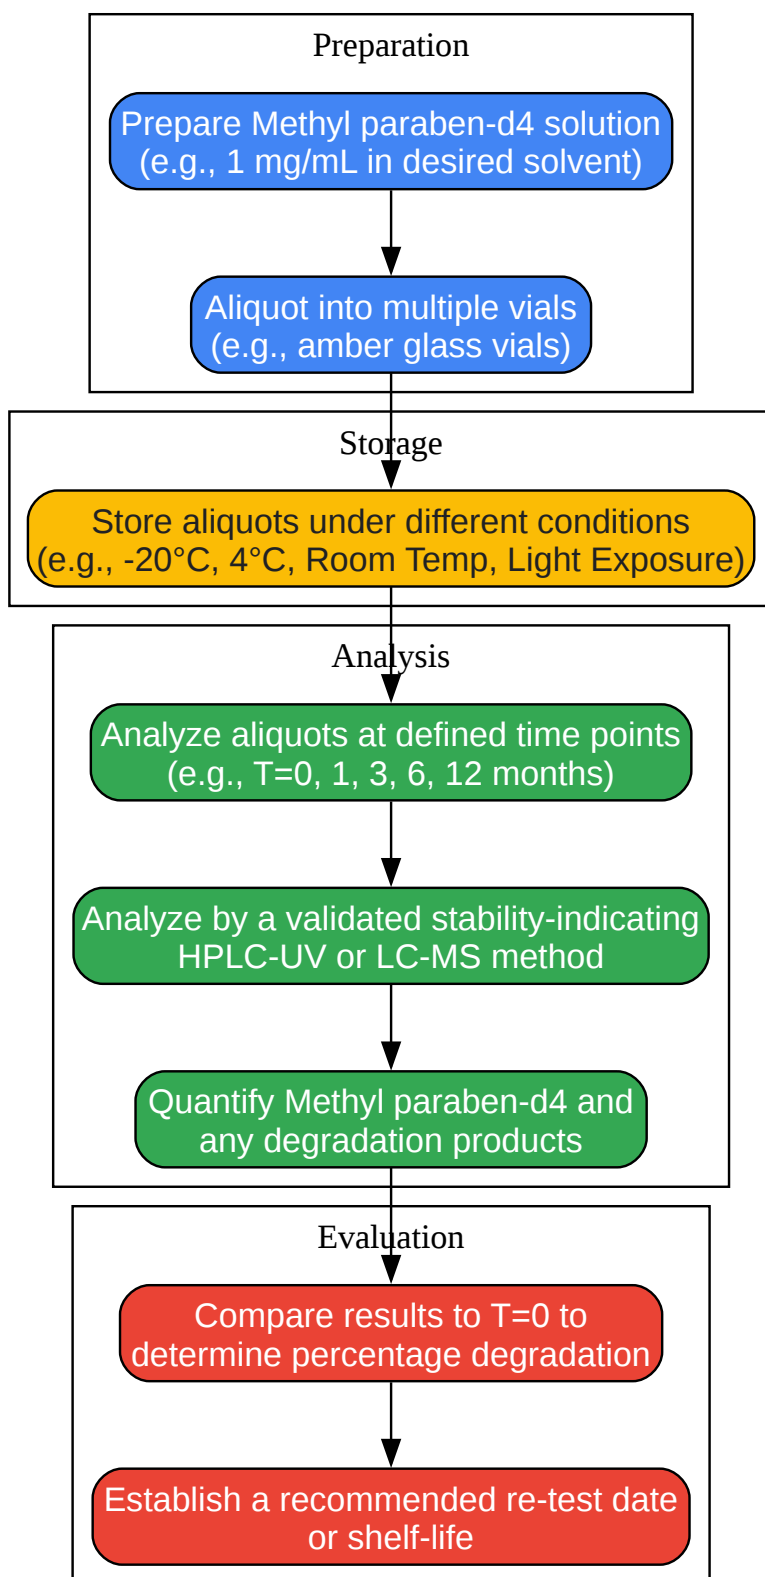 Preparation
Prepare Methyl paraben-d4 solution
(e.g., 1 mg/mL in desired solvent)
Aliquot into multiple vials
(e.g., amber glass vials)
Storage
Store aliquots under different conditions
(e.g., -20°C, 4°C, Room Temp, Light Exposure)
Analysis
Analyze aliquots at defined time points
(e.g., T=0, 1, 3, 6, 12 months)
Analyze by a validated stability-indicating
HPLC-UV or LC-MS method
Quantify Methyl paraben-d4 and
any degradation products
Evaluation
Compare results to T=0 to
determine percentage degradation
Establish a recommended re-test date
or shelf-life